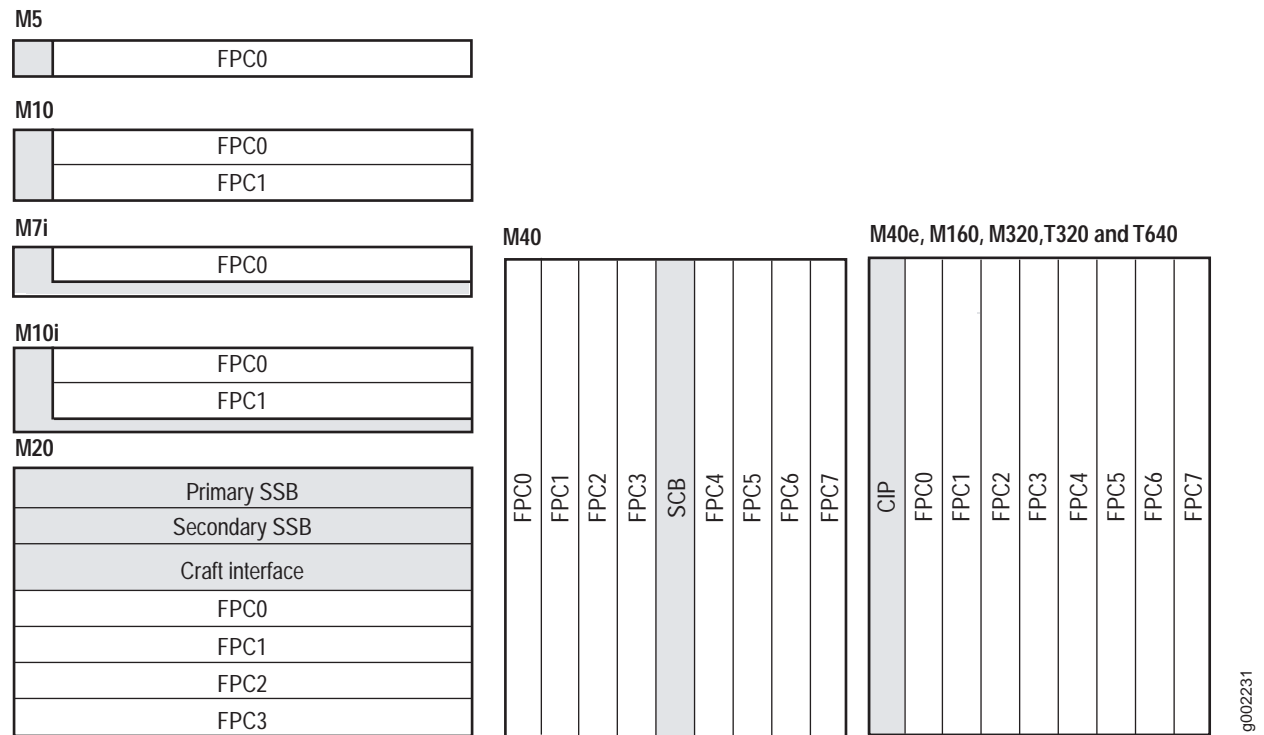 M5
FPC0
M10
FPC0
FPC1
M7i
FPC0
M10i
FPC0
FPC1
M20
Primary SSB
Secondary SSB
Craft interface
FPC0
FPC1
FPC2
FPC3
M40
FPC0
FPC1
FPC2
FPC3
SCB
FPC4
FPC5
FPC6
FPC7
M40e, M160, M320,T320 and T640
CIP
FPC0
FPC1
FPC2
FPC3
FPC4
FPC5
FPC6
FPC7
g002231